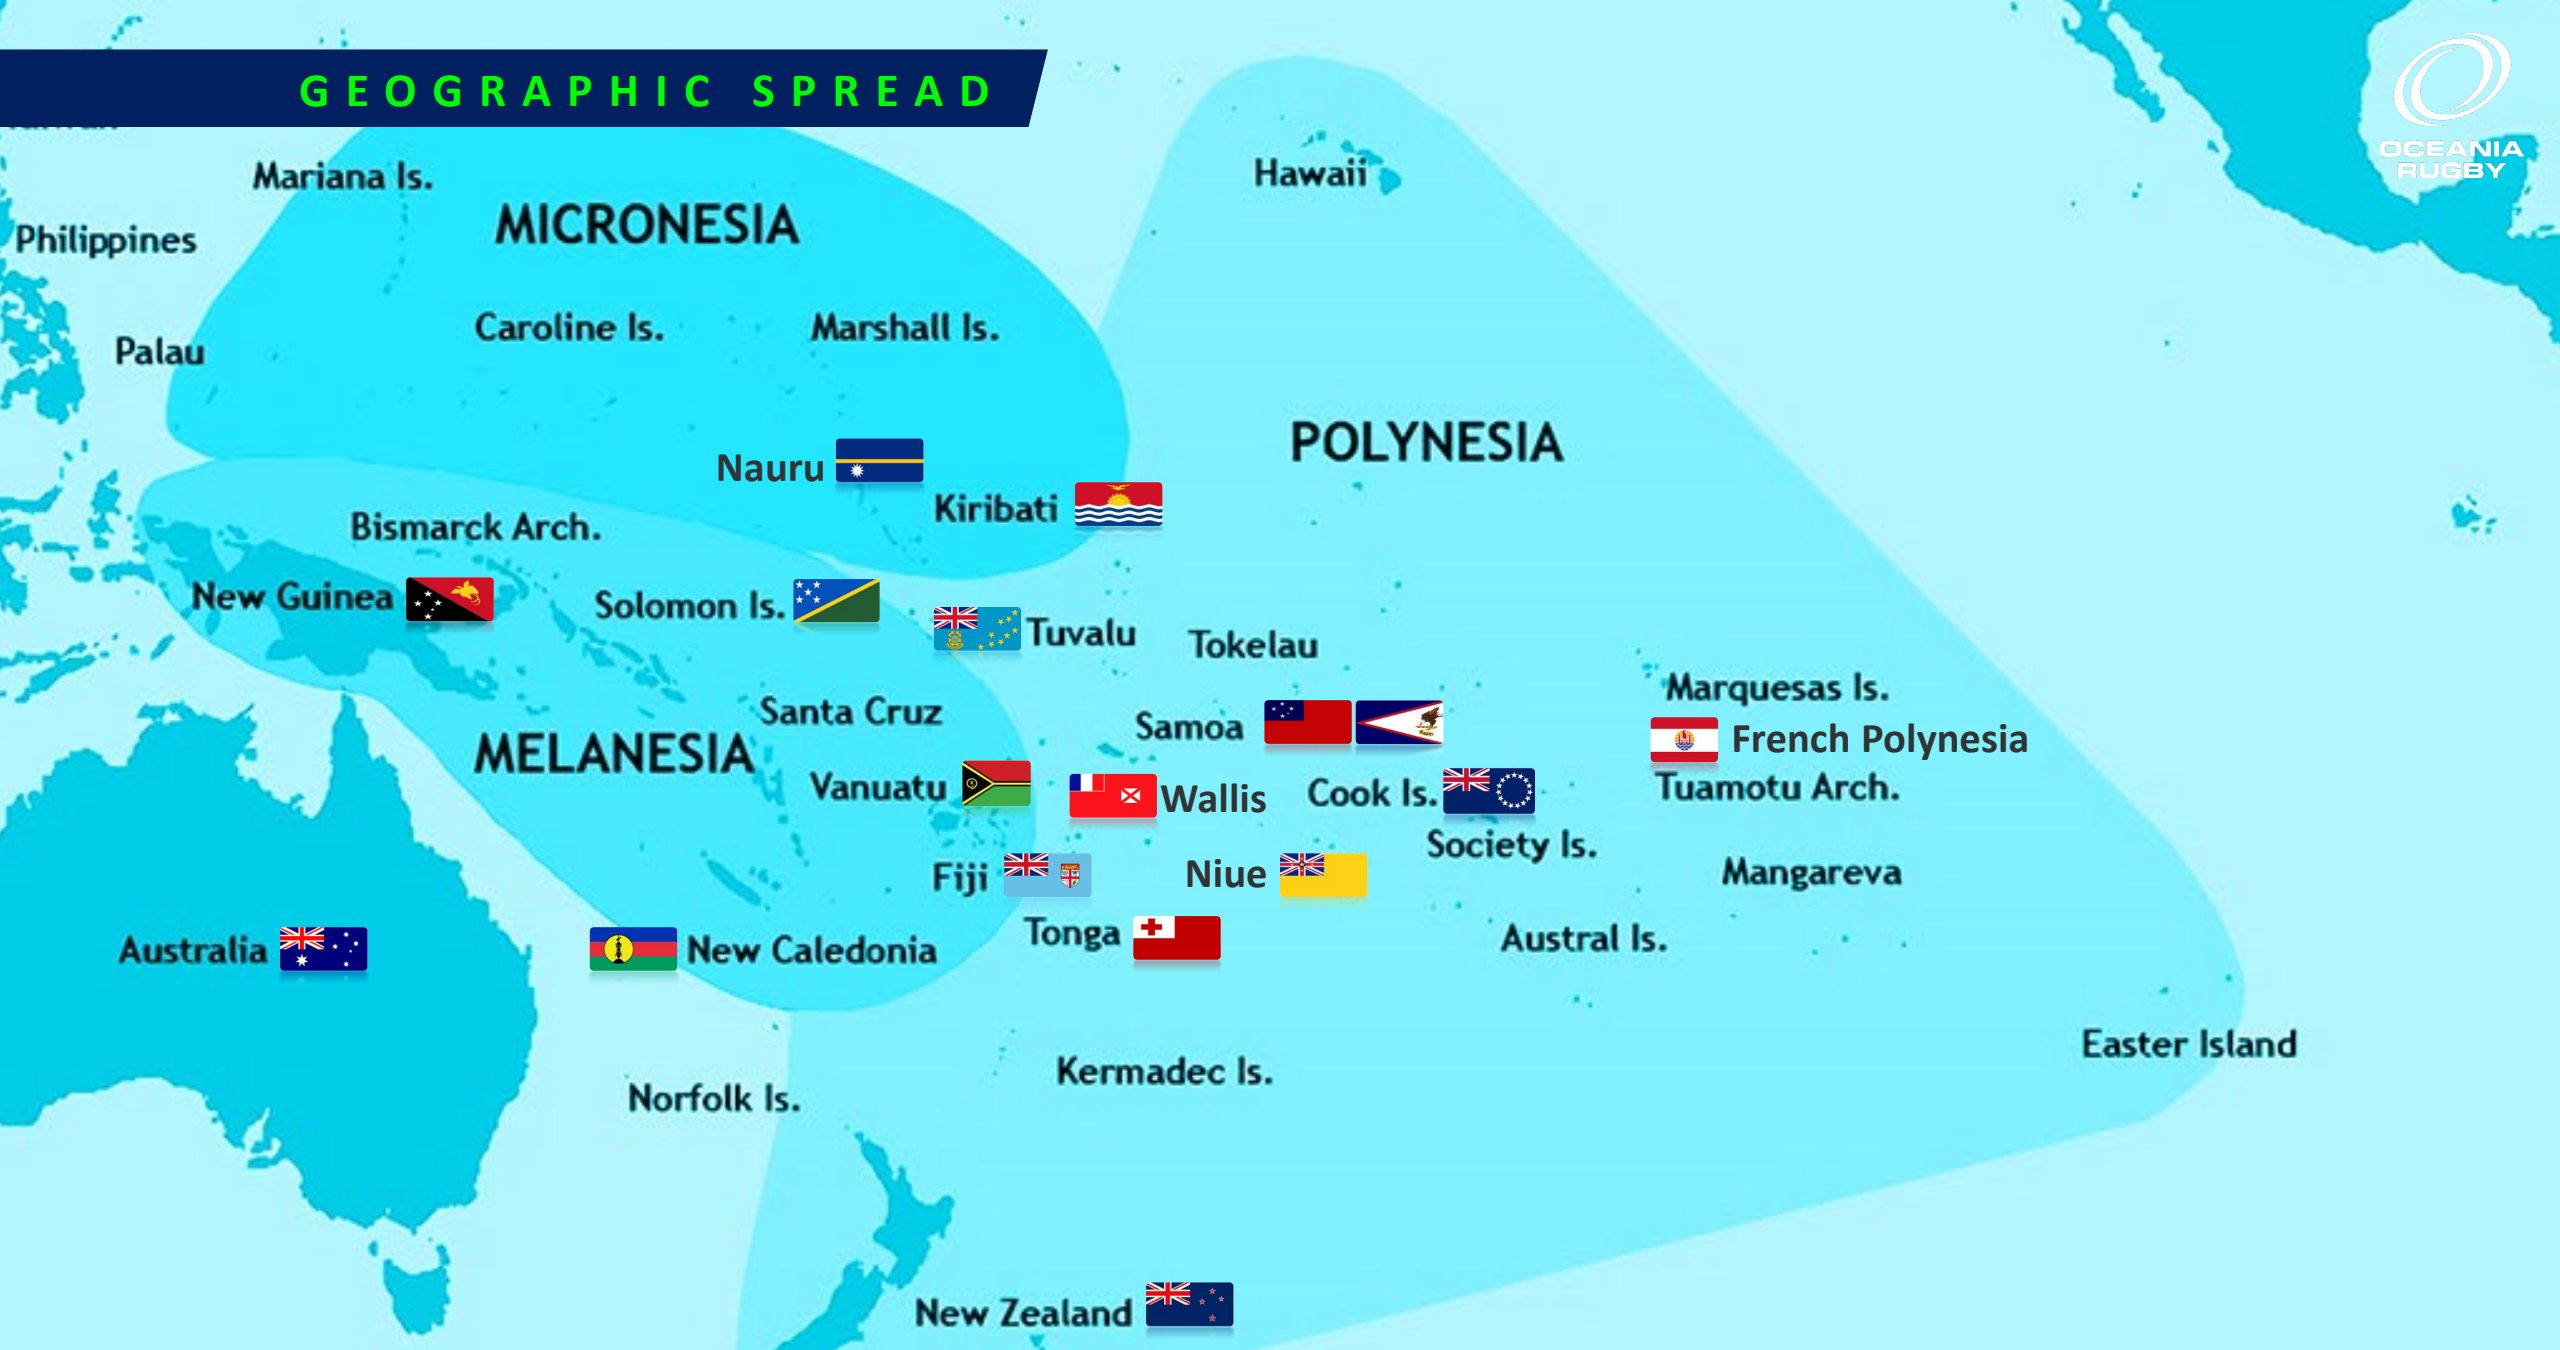 GEOGRAPHIC SPREAD
OCEANIA
RUGBY
Mariana Is.
Hawaii
MICRONESIA
Philippines
Caroline Is.
Marshall Is.
Palau
POLYNESIA
Nauru
Kiribati
Bismarck Arch.
New Guinea
Solomon Is.
Tuvalu
Tokelau
Marquesas Is.
Santa Cruz
Samoa
French Polynesia
MELANESIA
Vanuatu
Wallis
Cook Is.
Tuamotu Arch.
Society Is.
Fiji
Niue
Mangareva
Tonga
Austral Is.
Australia
New Caledonia
Easter Island
Kermadec Is.
Norfolk Is.
New Zealand